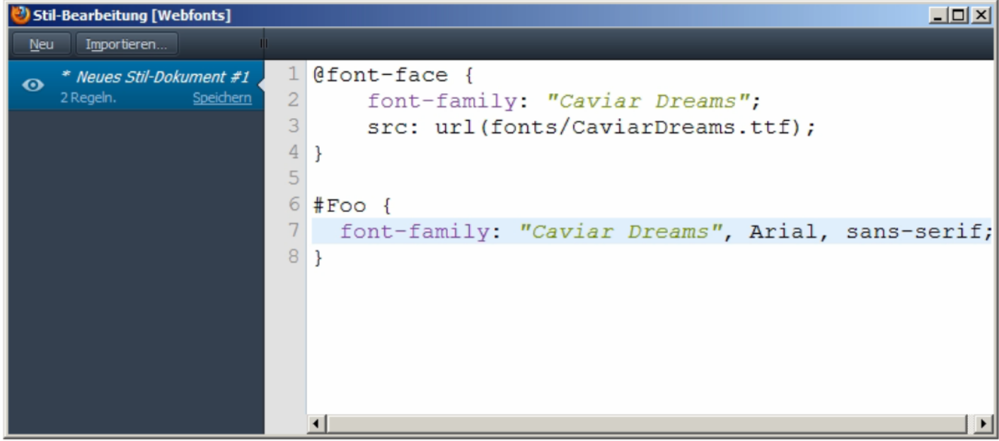 Stil-Bearbeitung [Webfonts]
Neu Importieren...
* Neues Stil-Dokument #1
2 Regeln. Speichern
1 @font-face {
2     font-family: "Caviar Dreams";
3     src: url(fonts/CaviarDreams.ttf);
4 }
5
6 #Foo {
7   font-family: "Caviar Dreams", Arial, sans-serif;
8 }